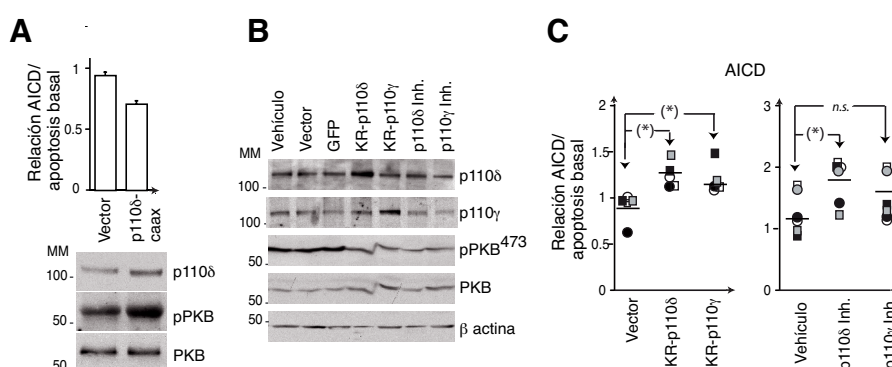 A
Relación AICD/
apoptosis basal
1
0.5
0
Vector
p110δ-
caax
MM
100
p110δ
50
pPKB
50
PKB
B
Vehículo
Vector
GFP
KR-p110δ
KR-p110γ
p110δ Inh.
p110γ Inh.
MM
100
p110δ
100
p110γ
50
pPKB473
50
PKB
50
β actina
C
AICD
Relación AICD/
apoptosis basal
2
1.5
1
0.5
0
(*)
(*)
Vector
KR-p110δ
KR-p110γ
3
2
1
0
n.s.
(*)
Vehículo
p110δ Inh.
p110γ Inh.